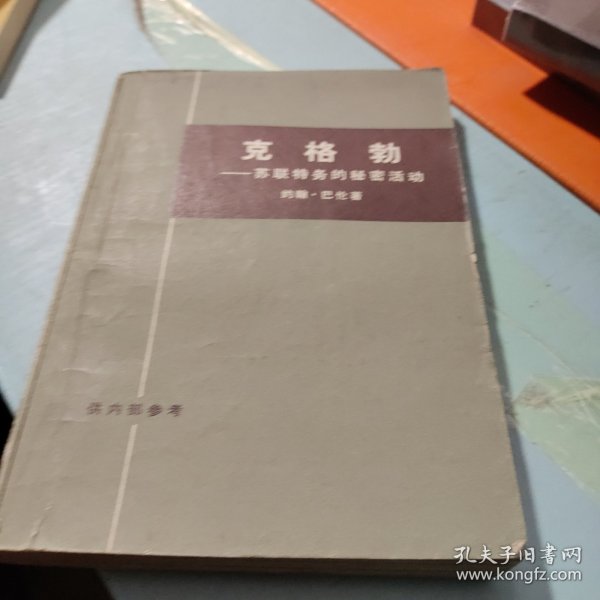 克格勃
——苏联特务的秘密活动
约翰·巴伦著
供内部参考
孔夫子旧书网
www.kongfz.com